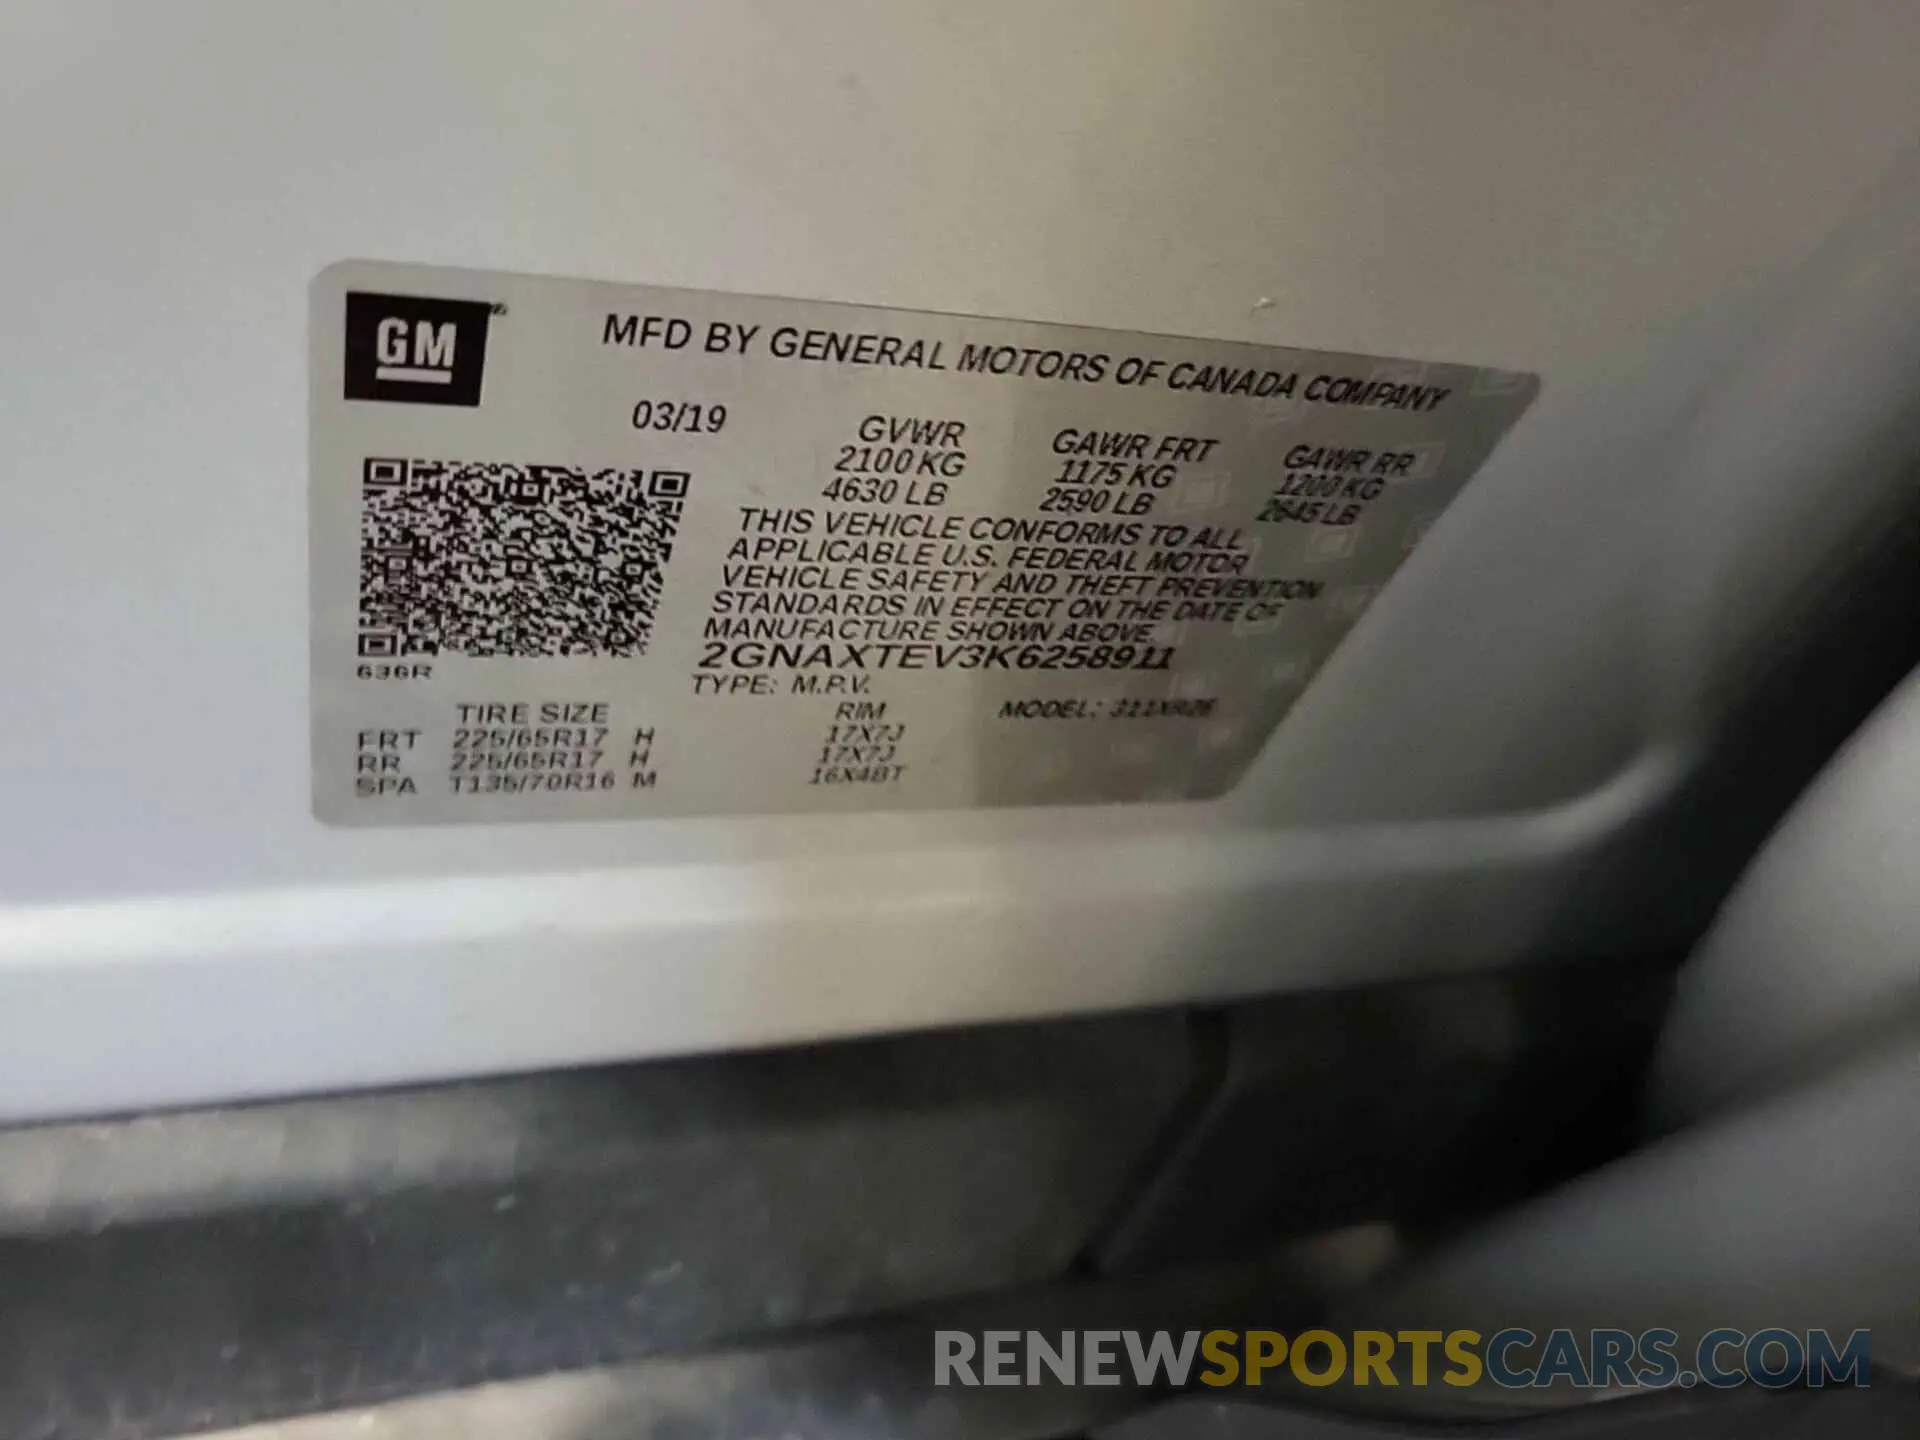 GM
MFD BY GENERAL MOTORS OF CANADA COMPANY
03/19 GVWR GAWR FRT GAWR RR
2100 KG 1175 KG 1200 KG
4630 LB 2590 LB 2645 LB
THIS VEHICLE CONFORMS TO ALL
APPLICABLE U.S. FEDERAL MOTOR
VEHICLE SAFETY AND THEFT PREVENTION
STANDARDS IN EFFECT ON THE DATE OF
MANUFACTURE SHOWN ABOVE.
2GNAXTEV3K6258911
636R
TYPE: M.P.V.
TIRE SIZE RIM MODEL: 311XR26
FRT 225/65R17 H 17X7J
RR 225/65R17 H 17X7J
SPA T135/70R16 M 16X4BT
RENEWSPORTSCARS.COM